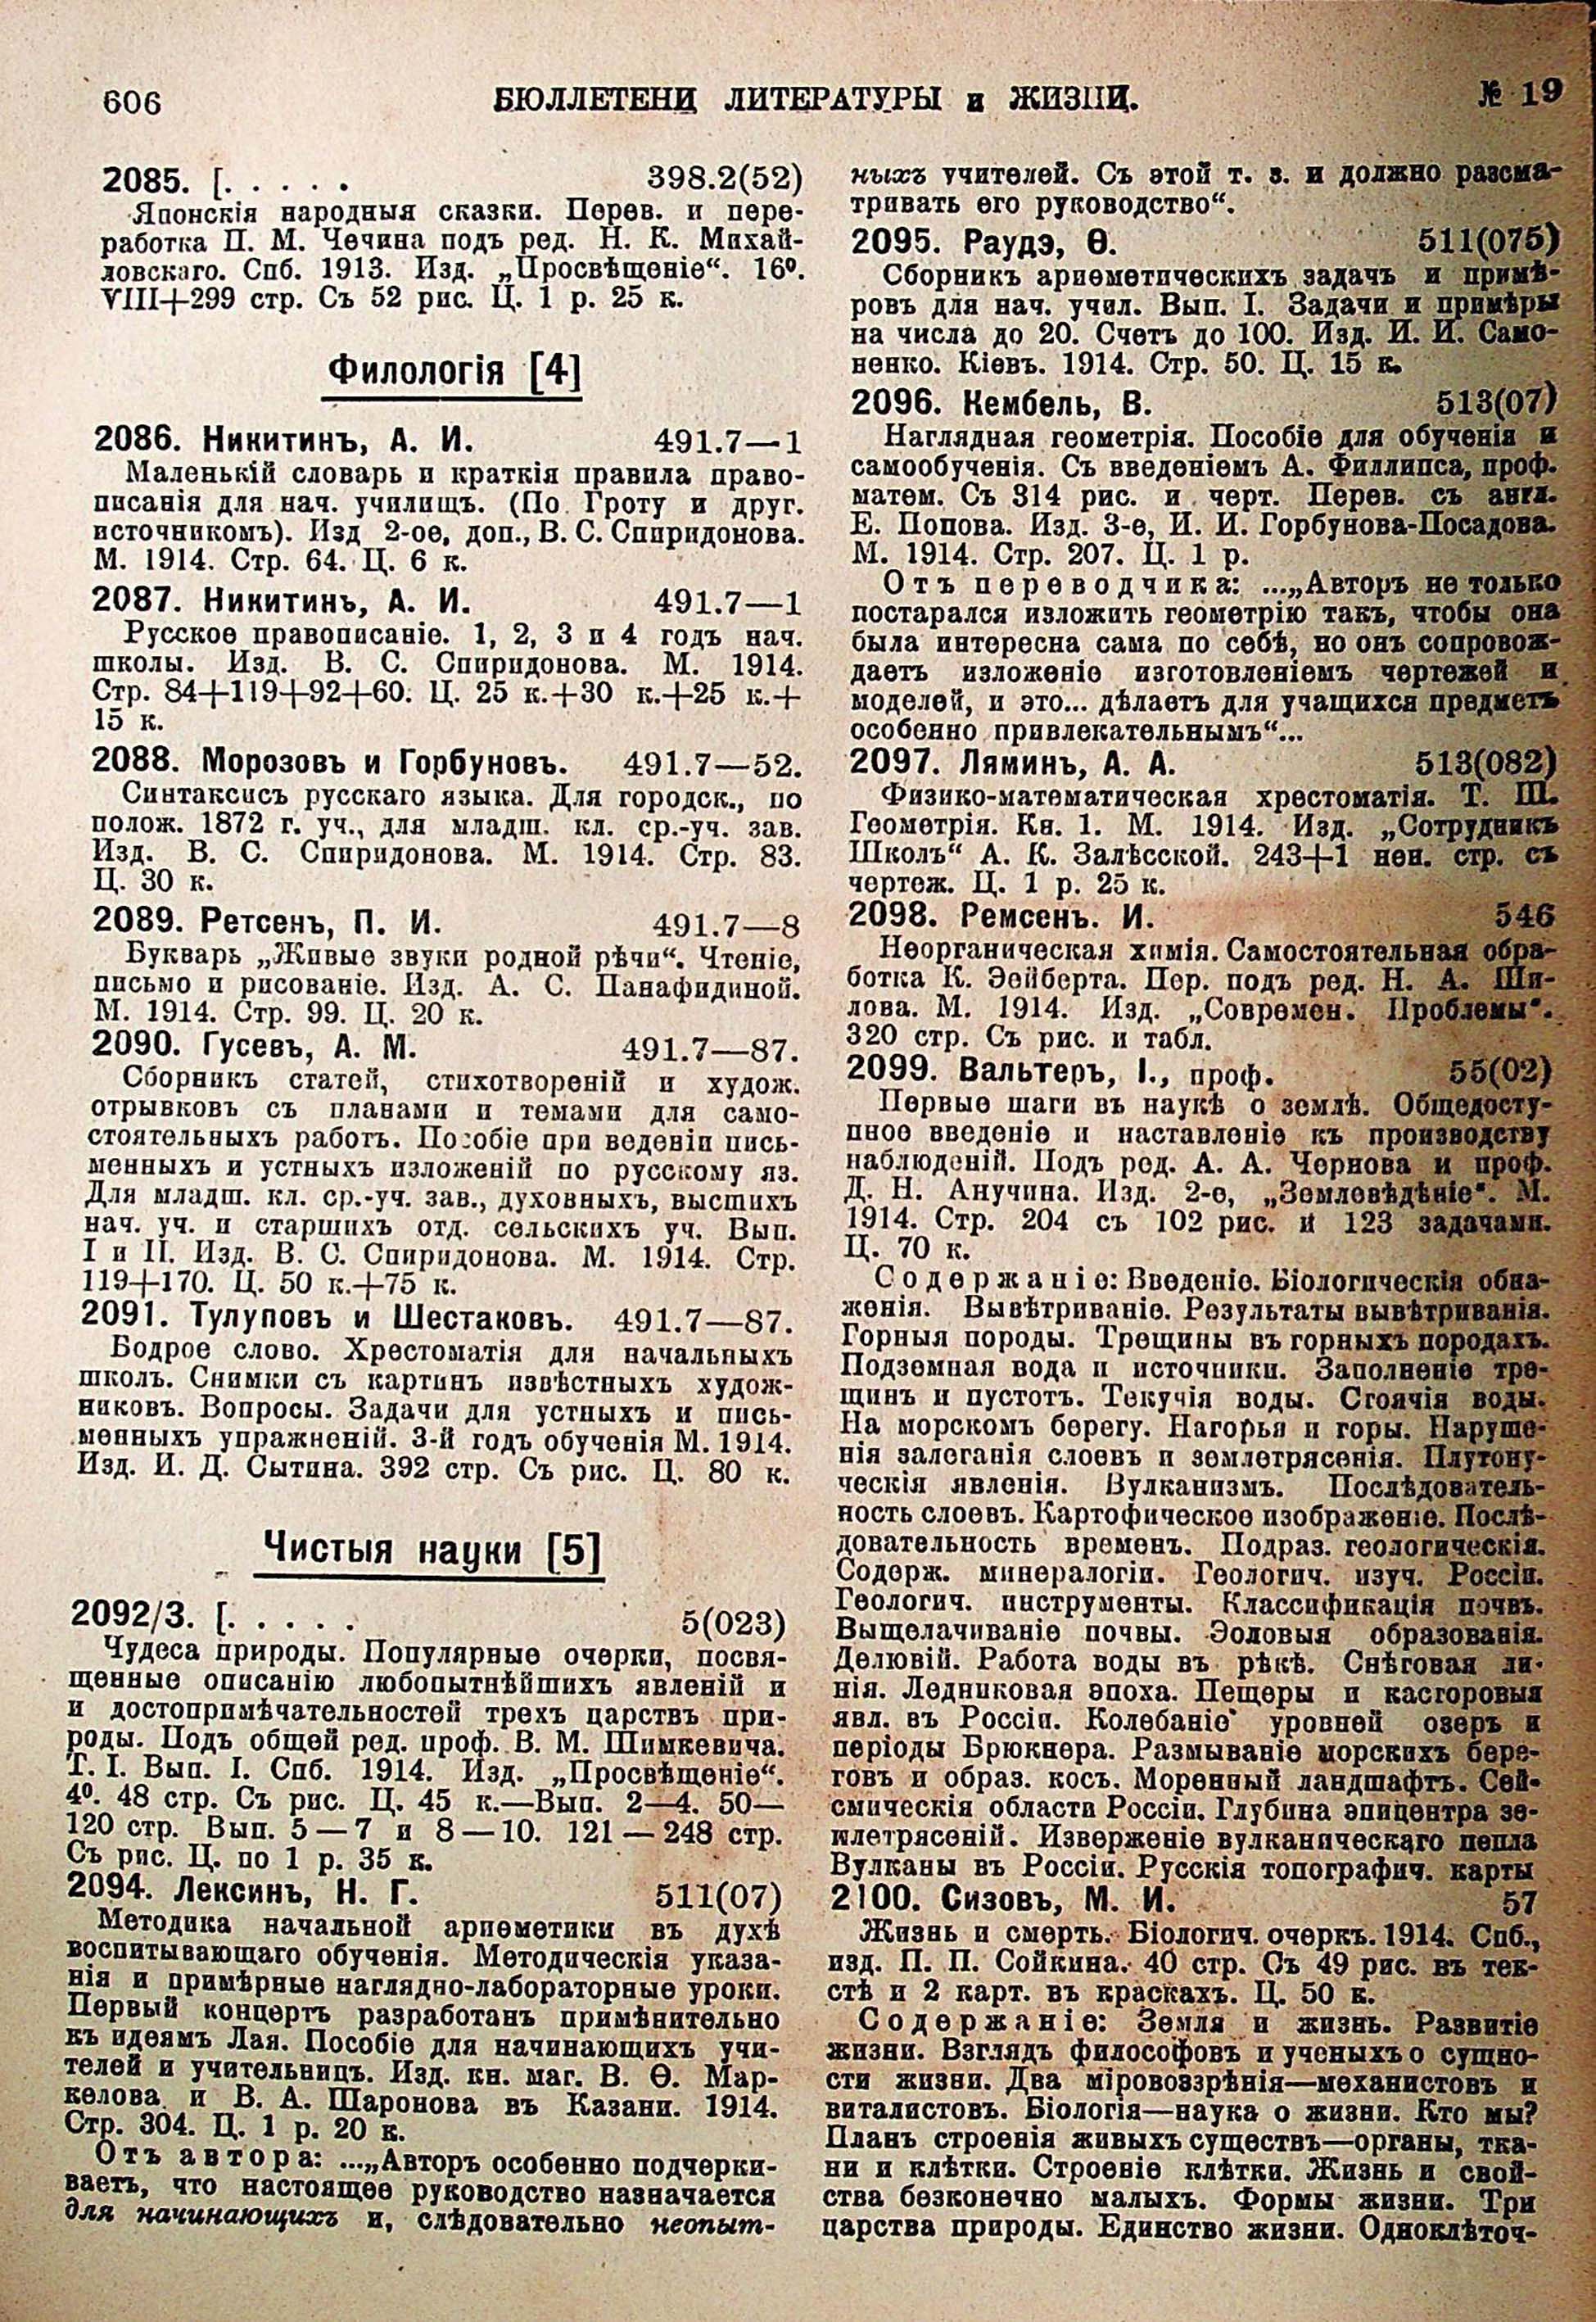 606
БЮЛЛЕТЕНИ ЛИТЕРАТУРЫ и ЖИЗНИ.
№ 19
2085. [. . . . . 398.2(52)
Японскія народныя сказки. Перев. и пере-
работка П. М. Чечина подъ ред. Н. К. Михай-
ловскаго. Спб. 1913. Изд. „Просвѣщеніе“. 16⁰.
VIII+299 стр. Съ 52 рис. Ц. 1 р. 25 к.
Филологія [4]
2086. Никитинъ, А. И. 491.7—1
Маленькій словарь и краткія правила право-
писанія для нач. училищъ. (По Гроту и друг.
источникомъ). Изд 2-ое, доп., В. С. Спиридонова.
М. 1914. Стр. 64. Ц. 6 к.
2087. Никитинъ, А. И. 491.7—1
Русское правописаніе. 1, 2, 3 и 4 годъ нач.
школы. Изд. В. С. Спиридонова. М. 1914.
Стр. 84+119+92+60. Ц. 25 к.+30 к.+25 к.+
15 к.
2088. Морозовъ и Горбуновъ. 491.7—52.
Синтаксисъ русскаго языка. Для городск., по
полож. 1872 г. уч., для младш. кл. ср.-уч. зав.
Изд. В. С. Спиридонова. М. 1914. Стр. 83.
Ц. 30 к.
2089. Ретсенъ, П. И. 491.7—8
Букварь „Живые звуки родной рѣчи“. Чтеніе,
письмо и рисованіе. Изд. А. С. Панафидиной.
М. 1914. Стр. 99. Ц. 20 к.
2090. Гусевъ, А. М. 491.7—87.
Сборникъ статей, стихотвореній и худож.
отрывковъ съ планами и темами для само-
стоятельныхъ работъ. Пособіе при веденіи пись-
менныхъ и устныхъ изложеній по русскому яз.
Для младш. кл. ср.-уч. зав., духовныхъ, высшихъ
нач. уч. и старшихъ отд. сельскихъ уч. Вып.
I и II. Изд. В. С. Спиридонова. М. 1914. Стр.
119+170. Ц. 50 к.+75 к.
2091. Тулуповъ и Шестаковъ. 491.7—87.
Бодрое слово. Хрестоматія для начальныхъ
школъ. Снимки съ картинъ извѣстныхъ худож-
никовъ. Вопросы. Задачи для устныхъ и пись-
менныхъ упражненій. 3-й годъ обученія М. 1914.
Изд. И. Д. Сытина. 392 стр. Съ рис. Ц. 80 к.
Чистыя науки [5]
2092/3. [. . . . . 5(023)
Чудеса природы. Популярные очерки, посвя-
щенные описанію любопытнѣйшихъ явленій и
и достопримѣчательностей трехъ царствъ при-
роды. Подъ общей ред. проф. В. М. Шимкевича.
Т. I. Вып. I. Спб. 1914. Изд. „Просвѣщеніе“.
4⁰. 48 стр. Съ рис. Ц. 45 к.—Вып. 2—4. 50—
120 стр. Вып. 5—7 и 8—10. 121—248 стр.
Съ рис. Ц. по 1 р. 35 к.
2094. Лексинъ, Н. Г. 511(07)
Методика начальной ариѳметики въ духѣ
воспитывающаго обученія. Методическія указа-
нія и примѣрные наглядно-лабораторные уроки.
Первый концертъ разработанъ примѣнительно
къ идеямъ Лая. Пособіе для начинающихъ учи-
телей и учительницъ. Изд. кн. маг. В. Ѳ. Мар-
келова и В. А. Шаронова въ Казани. 1914.
Стр. 304. Ц. 1 р. 20 к.
Отъ автора: ...„Авторъ особенно подчерки-
ваетъ, что настоящее руководство назначается
для начинающихъ и, слѣдовательно неопыт-
ныхъ учителей. Съ этой т. з. и должно разсма-
тривать его руководство“.
2095. Раудэ, Ѳ. 511(075)
Сборникъ ариѳметическихъ задачъ и примѣ-
ровъ для нач. учил. Вып. I. Задачи и примѣры
на числа до 20. Счетъ до 100. Изд. И. И. Само-
ненко. Кіевъ. 1914. Стр. 50. Ц. 15 к.
2096. Кембель, В. 513(07)
Наглядная геометрія. Пособіе для обученія и
самообученія. Съ введеніемъ А. Филлипса, проф.
матем. Съ 314 рис. и черт. Перев. съ англ.
Е. Попова. Изд. 3-е, И. И. Горбунова-Посадова.
М. 1914. Стр. 207. Ц. 1 р.
Отъ переводчика: ...„Авторъ не только
постарался изложить геометрію такъ, чтобы она
была интересна сама по себѣ, но онъ сопровож-
даетъ изложеніе изготовленіемъ чертежей и
моделей, и это... дѣлаетъ для учащихся предметъ
особенно привлекательнымъ“...
2097. Ляминъ, А. А. 513(082)
Физико-математическая хрестоматія. Т. III.
Геометрія. Кн. 1. М. 1914. Изд. „Сотрудникъ
Школъ“ А. К. Залѣсской. 243+1 нен. стр. съ
чертеж. Ц. 1 р. 25 к.
2098. Ремсенъ. И. 546
Неорганическая химія. Самостоятельная обра-
ботка К. Зейберта. Пер. подъ ред. Н. А. Ши-
лова. М. 1914. Изд. „Современ. Проблемы“.
320 стр. Съ рис. и табл.
2099. Вальтеръ, І., проф. 55(02)
Первые шаги въ наукѣ о землѣ. Общедосту-
пное введеніе и наставленіе къ производству
наблюденій. Подъ ред. А. А. Чернова и проф.
Д. Н. Анучина. Изд. 2-е, „Землевѣдѣніе“. М.
1914. Стр. 204 съ 102 рис. и 123 задачами.
Ц. 70 к.
Содержаніе: Введеніе. Біологическія обна-
женія. Вывѣтриваніе. Результаты вывѣтриванія.
Горныя породы. Трещины въ горныхъ породахъ.
Подземная вода и источники. Заполненіе тре-
щинъ и пустотъ. Текучія воды. Стоячія воды.
На морскомъ берегу. Нагорья и горы. Наруше-
нія залеганія слоевъ и землетрясенія. Плутону-
ческія явленія. Вулканизмъ. Послѣдователь-
ность слоевъ. Картофическое изображеніе. Послѣ-
довательность временъ. Подраз. геологическія.
Содерж. минералогіи. Геологич. изуч. Россіи.
Геологич. инструменты. Классификація почвъ.
Выщелачиваніе почвы. Эоловыя образованія.
Делювій. Работа воды въ рѣкѣ. Снѣговая ли-
нія. Ледниковая эпоха. Пещеры и касторовыя
явл. въ Россіи. Колебаніе уровней озеръ и
періоды Брюкнера. Размываніе морскихъ бере-
говъ и образ. косъ. Моренный ландшафтъ. Сей-
смическія области Россіи. Глубина эпицентра зе-
млетрясеній. Изверженіе вулканическаго пепла
Вулканы въ Россіи. Русскія топографич. карты
2100. Сизовъ, М. И. 57
Жизнь и смерть. Біологич. очеркъ. 1914. Спб.,
изд. П. П. Сойкина. 40 стр. Съ 49 рис. въ тек-
стѣ и 2 карт. въ краскахъ. Ц. 50 к.
Содержаніе: Земля и жизнь. Развитіе
жизни. Взглядъ философовъ и ученыхъ о сущно-
сти жизни. Два міровоззрѣнія—механистовъ и
виталистовъ. Біологія—наука о жизни. Кто мы?
Планъ строенія живыхъ существъ—органы, тка-
ни и клѣтки. Строеніе клѣтки. Жизнь и свой-
ства безконечно малыхъ. Формы жизни. Три
царства природы. Единство жизни. Одноклѣточ-